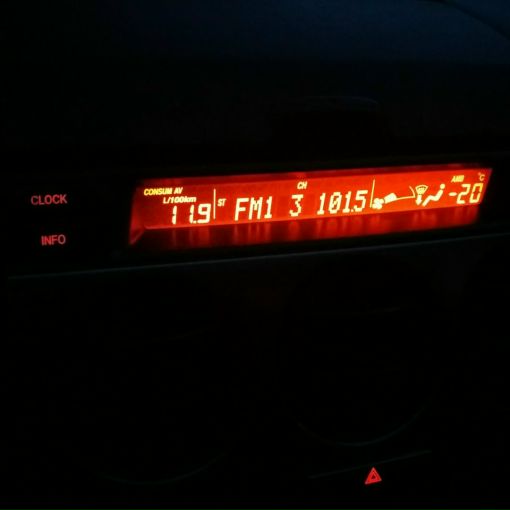 CLOCK
INFO
CONSUM AV
L/100km
11.9
ST FM1
CH
3 101.5
AMB °C
-20